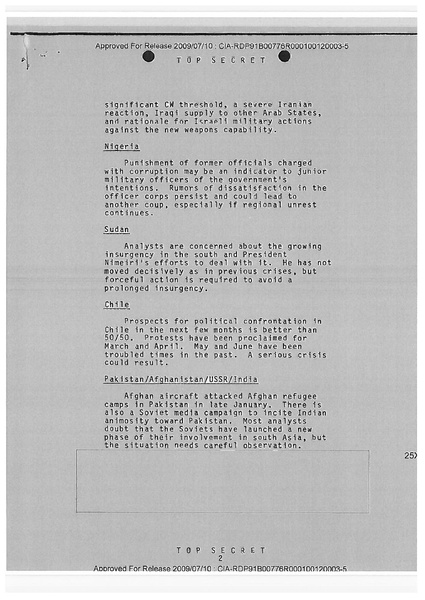 Approved For Release 2009/07/10 : CIA-RDP91B00776R000100120003-5
TOP SECRET
significant CW threshold, a severe Iranian
reaction, Iraqi supply to other Arab States,
and rationale for Israeli military actions
against the new weapons capability.
Nigeria
Punishment of former officials charged
with corruption may be an indicator to junior
military officers of the government's
intentions. Rumors of dissatisfaction in the
officer corps persist and could lead to
another coup, especially if regional unrest
continues.
Sudan
Analysts are concerned about the growing
insurgency in the south and President
Nimeiri's efforts to deal with it. He has not
moved decisively as in previous crises, but
forceful action is required to avoid a
prolonged insurgency.
Chile
Prospects for political confrontation in
Chile in the next few months is better than
50/50. Protests have been proclaimed for
March and April. May and June have been
troubled times in the past. A serious crisis
could result.
Pakistan/Afghanistan/USSR/India
Afghan aircraft attacked Afghan refugee
camps in Pakistan in late January. There is
also a Soviet media campaign to incite Indian
animosity toward Pakistan. Most analysts
doubt that the Soviets have launched a new
phase of their involvement in south Asia, but
the situation needs careful observation.
25X
TOP SECRET
2
Approved For Release 2009/07/10 : CIA-RDP91B00776R000100120003-5